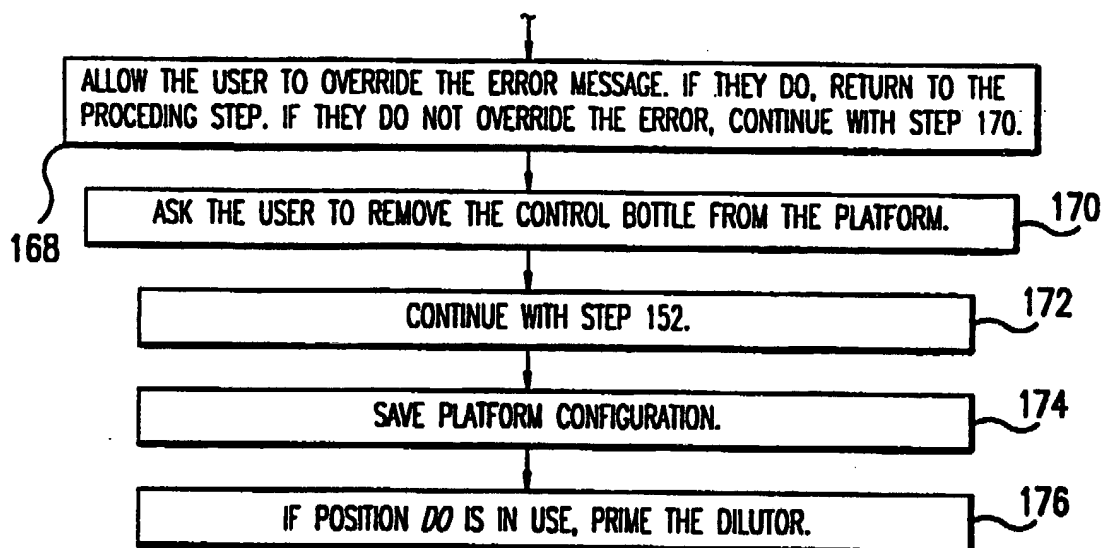 ALLOW THE USER TO OVERRIDE THE ERROR MESSAGE. IF THEY DO, RETURN TO THE
PROCEDING STEP. IF THEY DO NOT OVERRIDE THE ERROR, CONTINUE WITH STEP 170.
168
ASK THE USER TO REMOVE THE CONTROL BOTTLE FROM THE PLATFORM.
170
CONTINUE WITH STEP 152.
172
SAVE PLATFORM CONFIGURATION.
174
IF POSITION DO IS IN USE, PRIME THE DILUTOR.
176